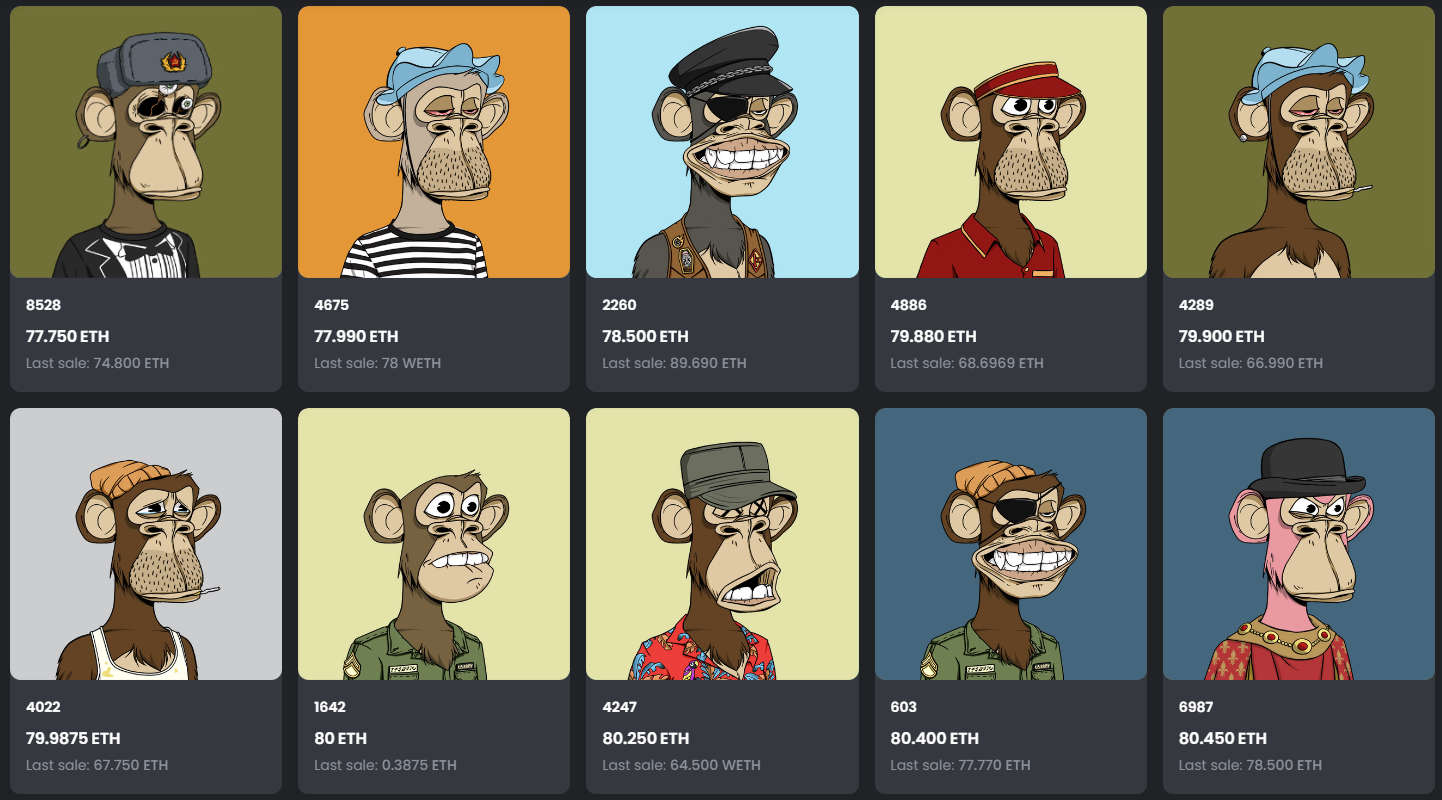 8528
77.750 ETH
Last sale: 74.800 ETH
4675
77.990 ETH
Last sale: 78 WETH
2260
78.500 ETH
Last sale: 89.690 ETH
4886
79.880 ETH
Last sale: 68.6969 ETH
4289
79.900 ETH
Last sale: 66.990 ETH
4022
79.9875 ETH
Last sale: 67.750 ETH
1642
80 ETH
Last sale: 0.3875 ETH
4247
80.250 ETH
Last sale: 64.500 WETH
603
80.400 ETH
Last sale: 77.770 ETH
6987
80.450 ETH
Last sale: 78.500 ETH